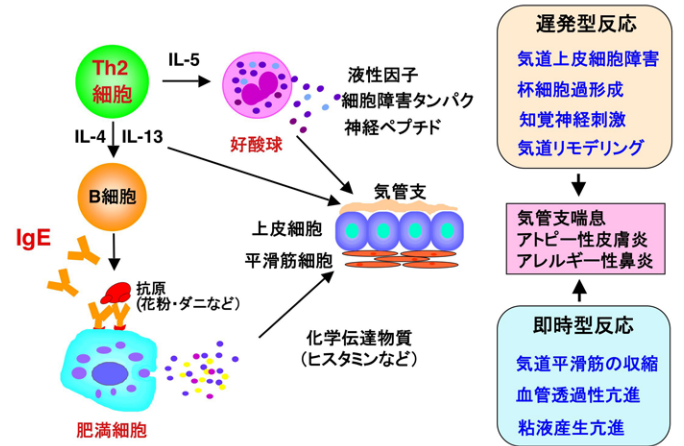 Th2
細胞
IL-5
好酸球
液性因子
細胞障害タンパク
神経ペプチド
IL-4
IL-13
B細胞
IgE
抗原
(花粉・ダニなど)
肥満細胞
気管支
上皮細胞
平滑筋細胞
化学伝達物質
(ヒスタミンなど)
遅発型反応
気道上皮細胞障害
杯細胞過形成
知覚神経刺激
気道リモデリング
気管支喘息
アトピー性皮膚炎
アレルギー性鼻炎
即時型反応
気道平滑筋の収縮
血管透過性亢進
粘液産生亢進